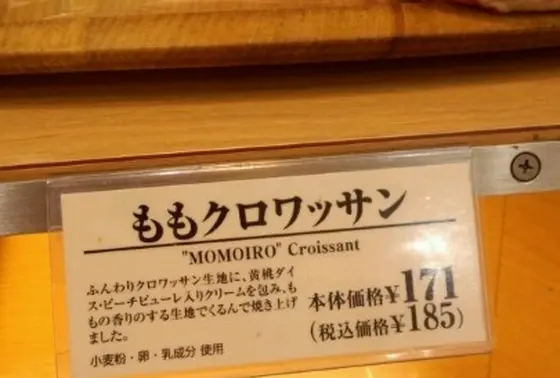 ももクロワッサン
"MOMOIRO" Croissant
ふんわりクロワッサン生地に、黄桃ダイ
ス・ピーチピューレ入りクリームを包み、も
もの香りのする生地でくるんで焼き上げ
ました。
小麦粉・卵・乳成分 使用
本体価格¥171
(税込価格¥185)